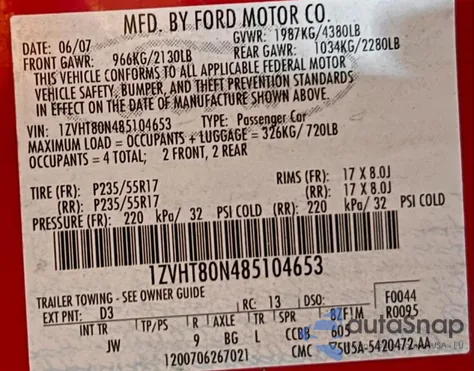 MFD. BY FORD MOTOR CO.
DATE: 06/07 GVWR: 1987KG/4380LB
FRONT GAWR: 966KG/2130LB REAR GAWR: 1034KG/2280LB
THIS VEHICLE CONFORMS TO ALL APPLICABLE FEDERAL MOTOR
VEHICLE SAFETY, BUMPER, AND THEFT PREVENTION STANDARDS
IN EFFECT ON THE DATE OF MANUFACTURE SHOWN ABOVE.
VIN: 1ZVHT80N485104653 TYPE: Passenger Car
MAXIMUM LOAD = OCCUPANTS + LUGGAGE = 326KG/ 720LB
OCCUPANTS = 4 TOTAL; 2 FRONT, 2 REAR
TIRE (FR): P235/55R17 RIMS (FR): 17 X 8.0J
(RR): P235/55R17 (RR): 17 X 8.0J
PRESSURE (FR): 220 kPa/ 32 PSI COLD (RR): 220 kPa/ 32 PSI COLD
1ZVHT80N485104653
TRAILER TOWING - SEE OWNER GUIDE
EXT PNT: D3 RC: 13 DSO: F0044
R0095
INT TR TP/PS R AXLE TR SPR BZF1M
JW 9 BG L CCBB 605
1200706267021 CMC 5U5A-5420472-AA
autoSnap